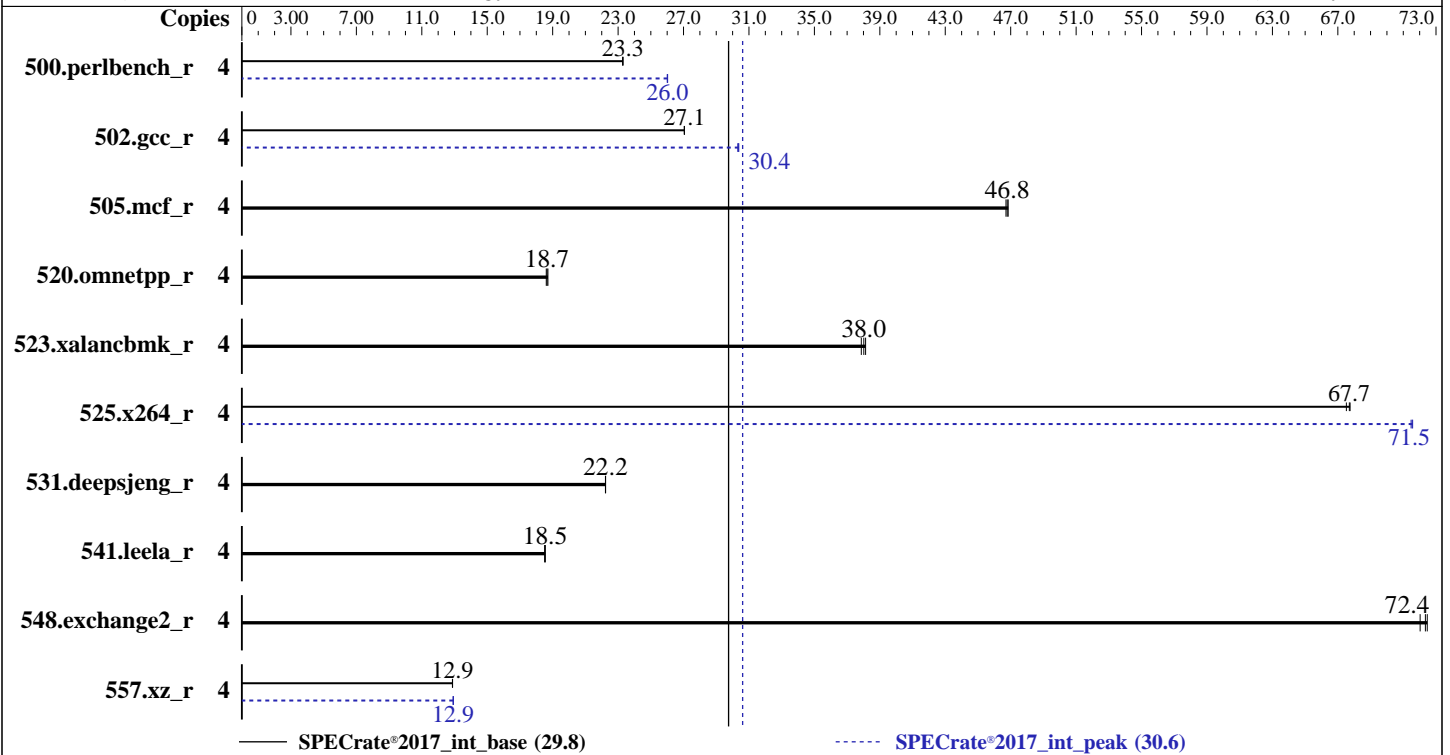 Copies 0 3.00 7.00 11.0 15.0 19.0 23.0 27.0 31.0 35.0 39.0 43.0 47.0 51.0 55.0 59.0 63.0 67.0 73.0
500.perlbench_r 4 23.3
26.0
502.gcc_r 4 27.1
30.4
505.mcf_r 4 46.8
520.omnetpp_r 4 18.7
523.xalancbmk_r 4 38.0
525.x264_r 4 67.7
71.5
531.deepsjeng_r 4 22.2
541.leela_r 4 18.5
548.exchange2_r 4 72.4
557.xz_r 4 12.9
12.9
SPECrate®2017_int_base (29.8) SPECrate®2017_int_peak (30.6)